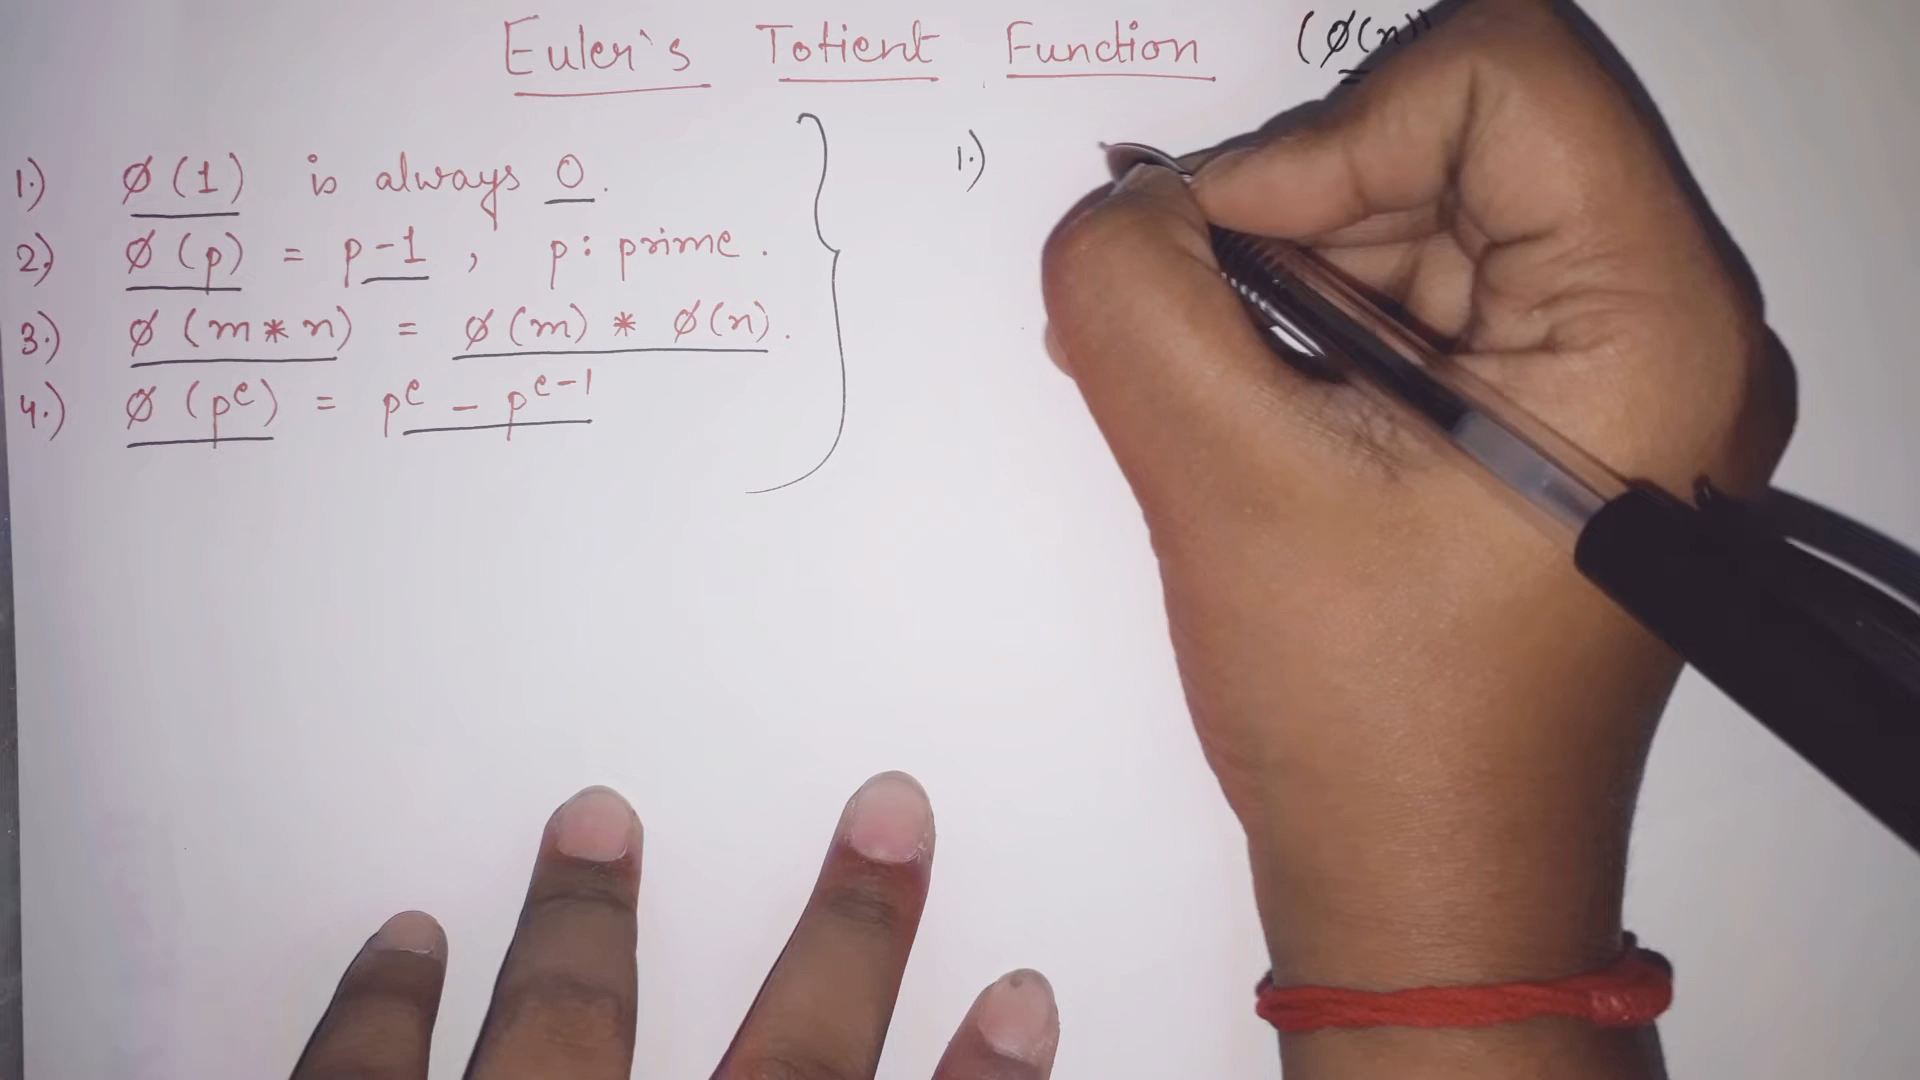 Euler's Totient Function (ø(n))
1.) ø(1) is always 0.
2.) ø(p) = p-1, p: prime.
3.) ø(m*n) = ø(m) * ø(n).
4.) ø(pᵉ) = pᵉ - pᵉ⁻¹
1.)